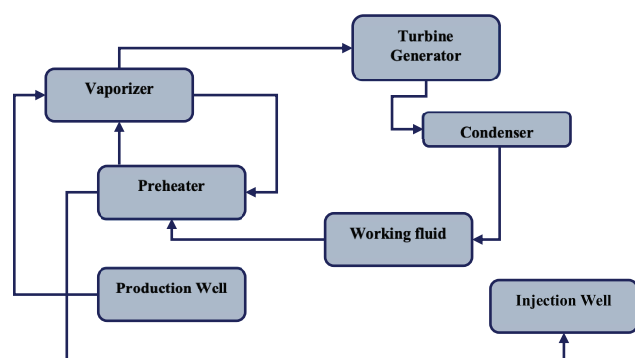 Turbine
Generator
Vaporizer
Condenser
Preheater
Working fluid
Production Well
Injection Well